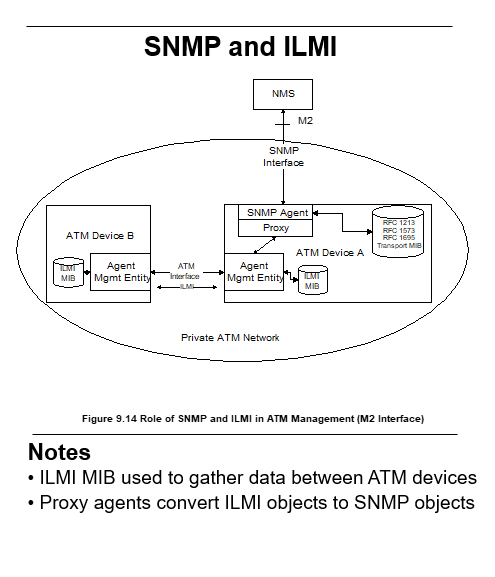 SNMP and ILMI
NMS
M2
SNMP
Interface
SNMP Agent
Proxy
RFC 1213
RFC 1573
RFC 1695
Transport MIB
ATM Device B
ATM Device A
ILMI
MIB
Agent
Mgmt Entity
ATM
Interface
ILMI
Agent
Mgmt Entity
ILMI
MIB
Private ATM Network
Figure 9.14 Role of SNMP and ILMI in ATM Management (M2 Interface)
Notes
• ILMI MIB used to gather data between ATM devices
• Proxy agents convert ILMI objects to SNMP objects